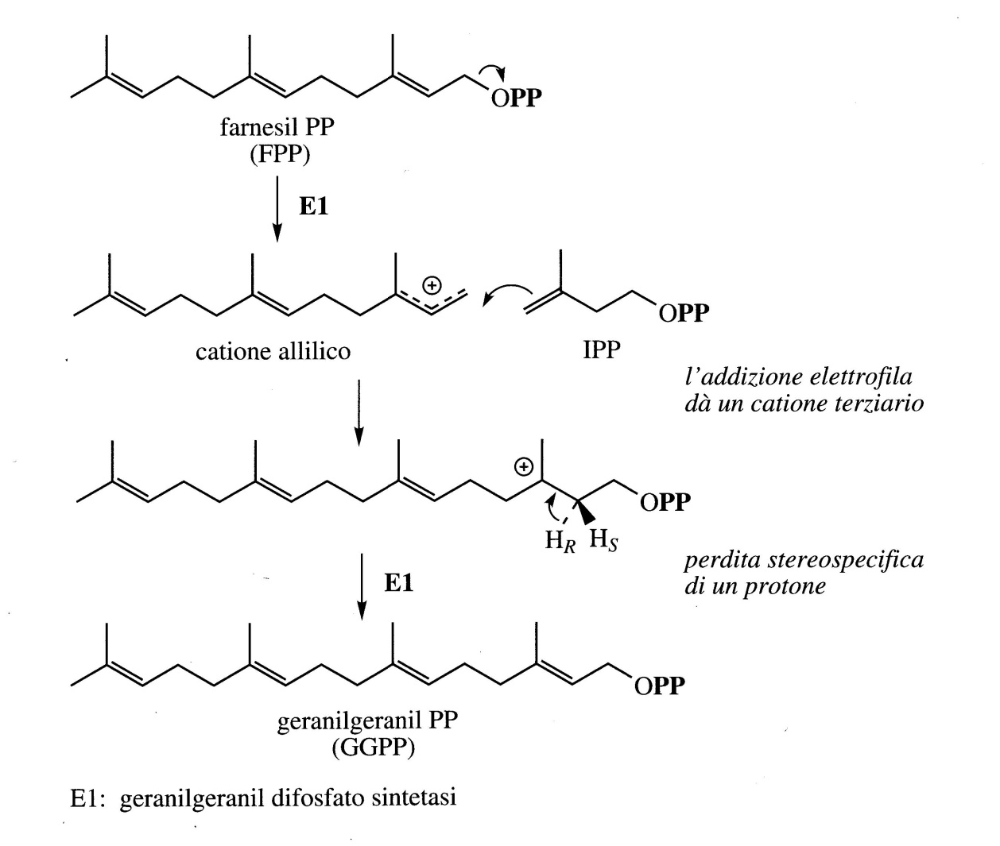 OPP
farnesil PP
(FPP)
E1
⊕
OPP
catione allilico
IPP
l'addizione elettrofila
dà un catione terziario
⊕
OPP
H_R H_S
perdita stereospecifica
di un protone
E1
OPP
geranilgeranil PP
(GGPP)
E1: geranilgeranil difosfato sintetasi